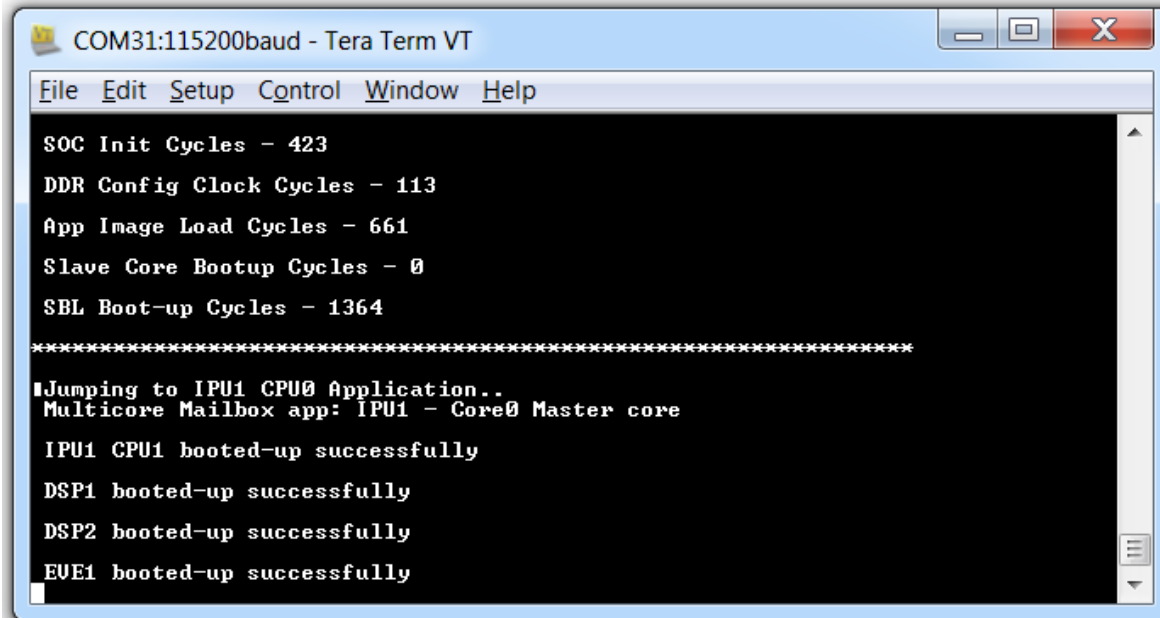 COM31:115200baud - Tera Term VT
File Edit Setup Control Window Help
SOC Init Cycles - 423
DDR Config Clock Cycles - 113
App Image Load Cycles - 661
Slave Core Bootup Cycles - 0
SBL Boot-up Cycles - 1364
*****************************************************************
Jumping to IPU1 CPU0 Application..
Multicore Mailbox app: IPU1 - Core0 Master core
IPU1 CPU1 booted-up successfully
DSP1 booted-up successfully
DSP2 booted-up successfully
EVE1 booted-up successfully